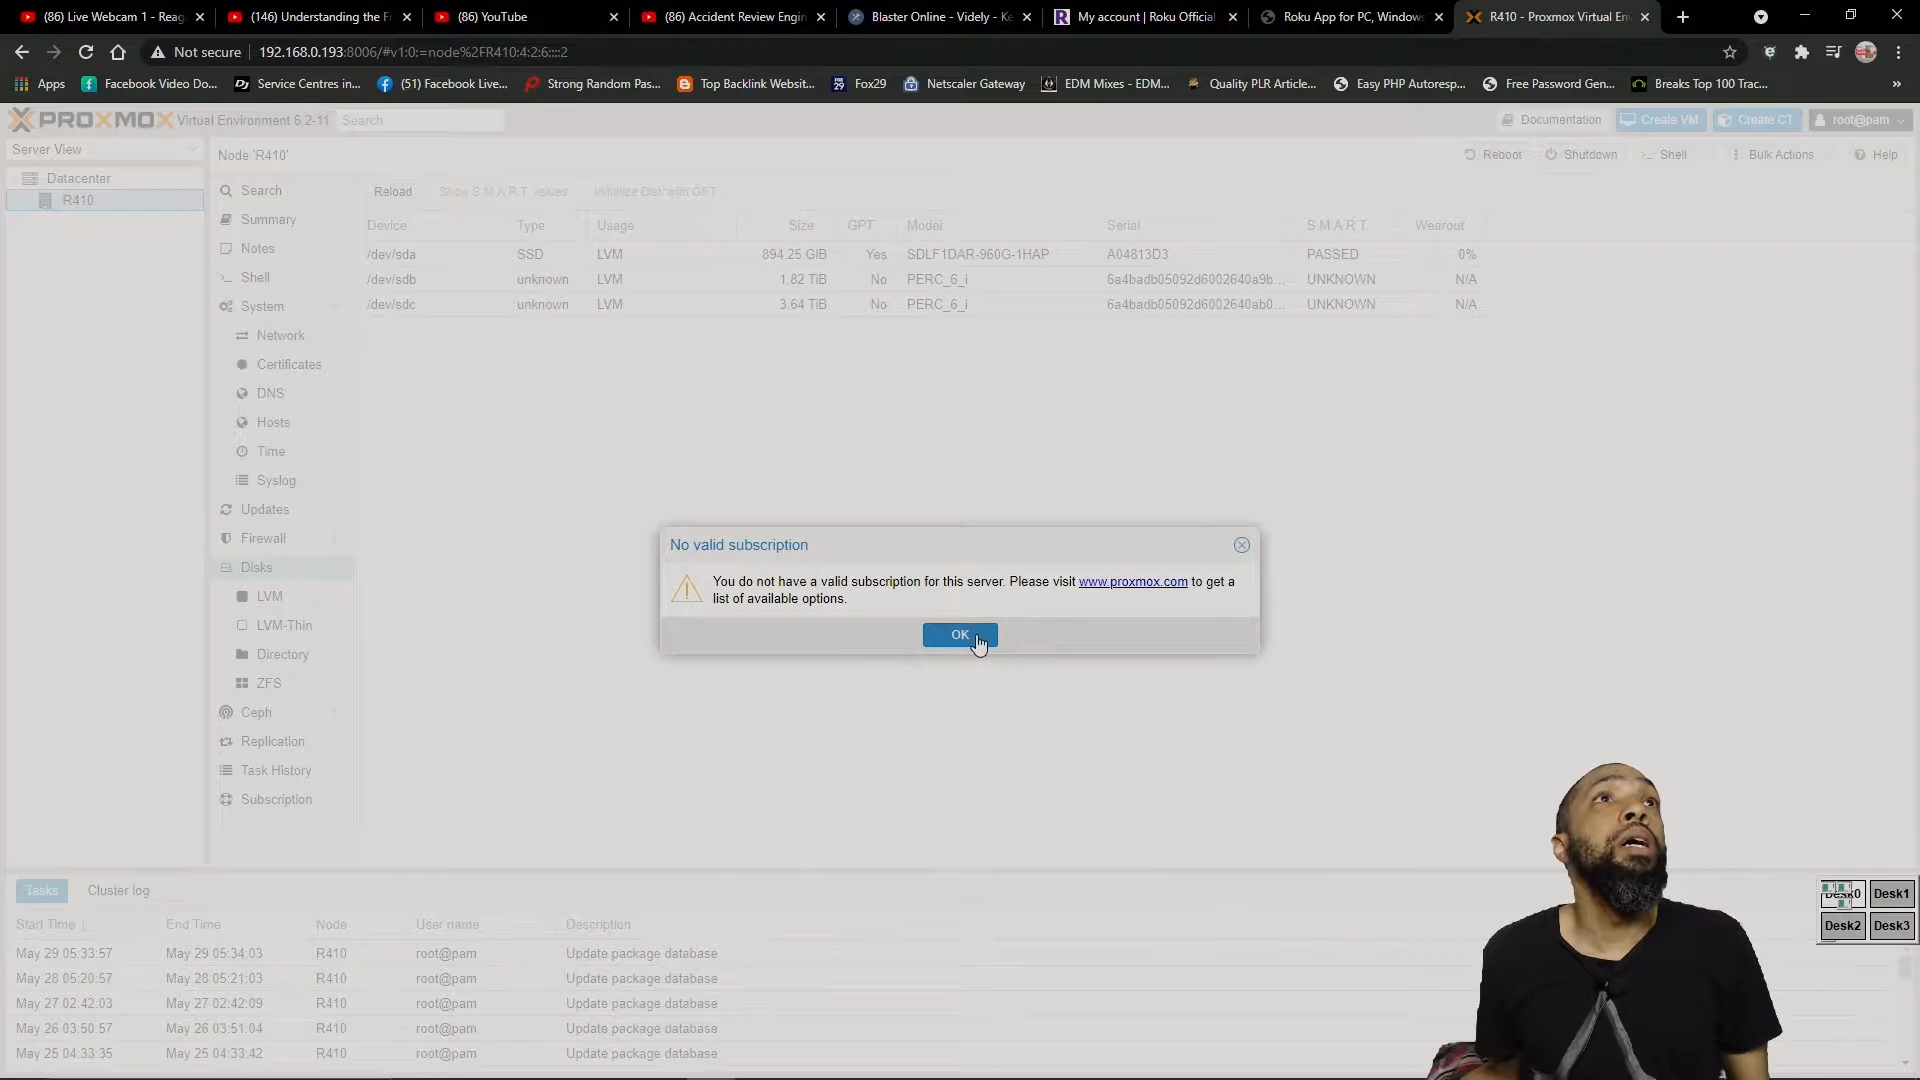 (86) Live Webcam 1 - Reag
(146) Understanding the Fr
(86) YouTube
(86) Accident Review Engin
Blaster Online - Videly - Ke
My account | Roku Official
Roku App for PC, Windows
R410 - Proxmox Virtual En
Not secure 192.168.0.193:8006/#v1:0:=node%2FR410:4:2:6::::2
Apps Facebook Video Do... Service Centres in... (51) Facebook Live... Strong Random Pas... Top Backlink Websit... Fox29 Netscaler Gateway EDM Mixes - EDM... Quality PLR Article... Easy PHP Autoresp... Free Password Gen... Breaks Top 100 Trac... »
PROXMOX Virtual Environment 6.2-11 Search Documentation Create VM Create CT root@pam
Server View
Node 'R410' Reboot Shutdown Shell Bulk Actions Help
Datacenter
R410
Search
Summary
Notes
Shell
System
Network
Certificates
DNS
Hosts
Time
Syslog
Updates
Firewall
Disks
LVM
LVM-Thin
Directory
ZFS
Ceph
Replication
Task History
Subscription
Reload Show S.M.A.R.T. values Initialize Disk with GPT
Device Type Usage Size GPT Model Serial S.M.A.R.T. Wearout
/dev/sda SSD LVM 894.25 GiB Yes SDLF1DAR-960G-1HAP A04813D3 PASSED 0%
/dev/sdb unknown LVM 1.82 TiB No PERC_6_i 6a4badb05092d6002640a9b... UNKNOWN N/A
/dev/sdc unknown LVM 3.64 TiB No PERC_6_i 6a4badb05092d6002640ab0... UNKNOWN N/A
No valid subscription
You do not have a valid subscription for this server. Please visit www.proxmox.com to get a
list of available options.
OK
Tasks Cluster log
Start Time End Time Node User name Description
May 29 05:33:57 May 29 05:34:03 R410 root@pam Update package database
May 28 05:20:57 May 28 05:21:03 R410 root@pam Update package database
May 27 02:42:03 May 27 02:42:09 R410 root@pam Update package database
May 26 03:50:57 May 26 03:51:04 R410 root@pam Update package database
May 25 04:33:35 May 25 04:33:42 R410 root@pam Update package database
Desk0 Desk1
Desk2 Desk3